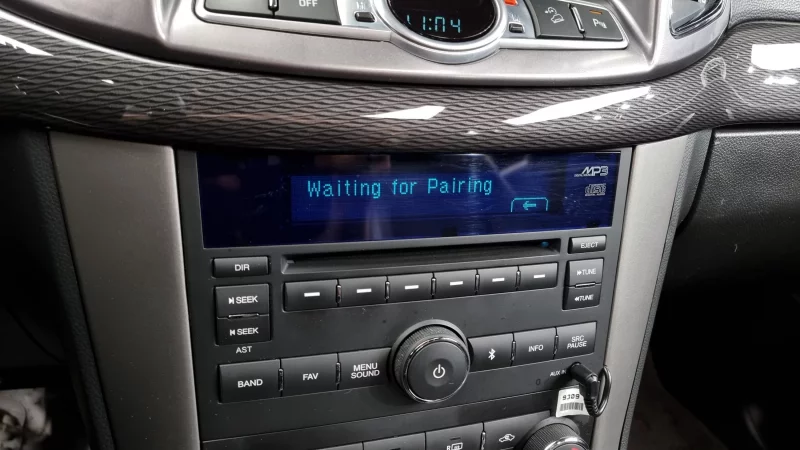 OFF
11:04
P
Waiting for Pairing
MP3
DIR
EJECT
SEEK
TUNE
SEEK
TUNE
AST
BAND
FAV
MENU
SOUND
INFO
SRC
PAUSE
AUX
9J09
R